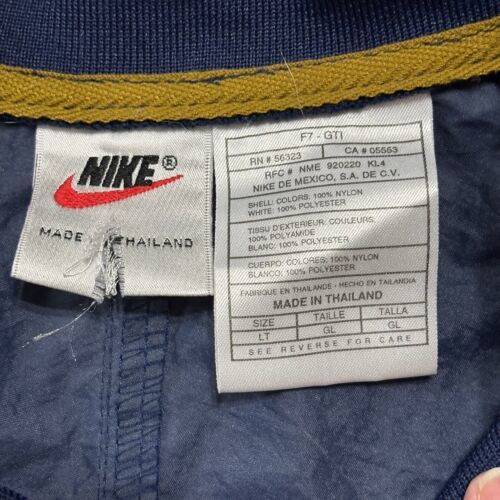 NIKE®
MADE THAILAND
F7 - GTI
RN # 56323 CA # 05553
RFC # NME 920220 KL4
NIKE DE MEXICO, S.A. DE C.V.
SHELL: COLORS: 100% NYLON
WHITE: 100% POLYESTER
TISSU D'EXTERIEUR: COULEURS,
100% POLYAMIDE
BLANC: 100% POLYESTER
CUERPO: COLORES: 100% NYLON
BLANCO: 100% POLYESTER
FABRIQUE EN THAILANDE - HECHO EN TAILANDIA
MADE IN THAILAND
SIZE TAILLE TALLA
LT GL GL
SEE REVERSE FOR CARE